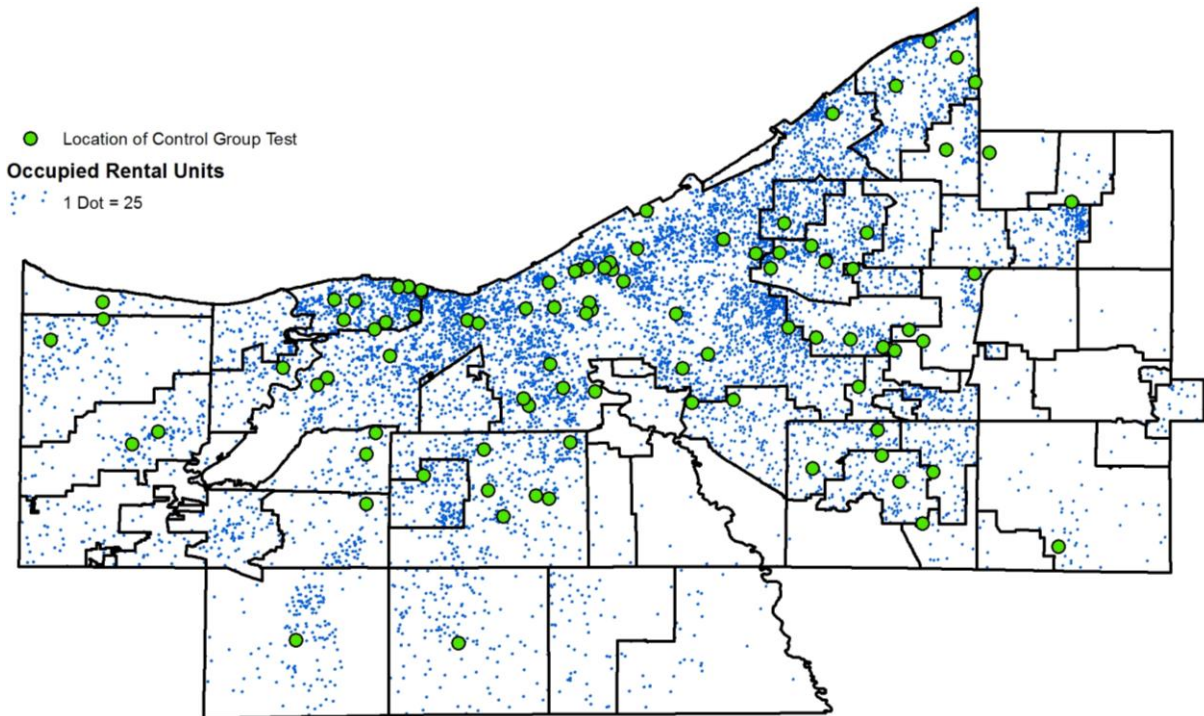 Location of Control Group Test
Occupied Rental Units
1 Dot = 25